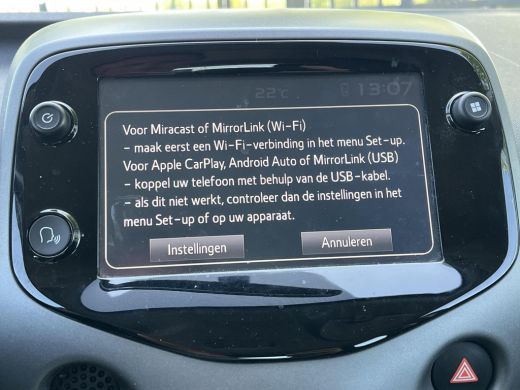 22°C
13:07
Voor Miracast of MirrorLink (Wi-Fi)
- maak eerst een Wi-Fi-verbinding in het menu Set-up.
Voor Apple CarPlay, Android Auto of MirrorLink (USB)
- koppel uw telefoon met behulp van de USB-kabel.
- als dit niet werkt, controleer dan de instellingen in het
menu Set-up of op uw apparaat.
Instellingen
Annuleren